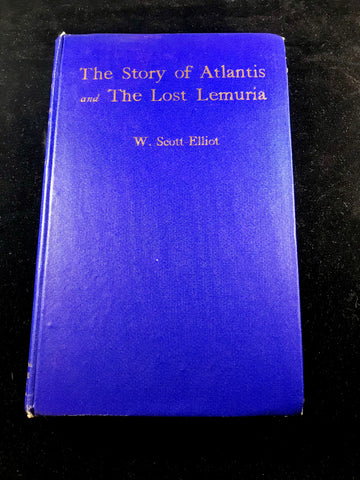 The Story of Atlantis
and The Lost Lemuria
W. Scott-Elliot